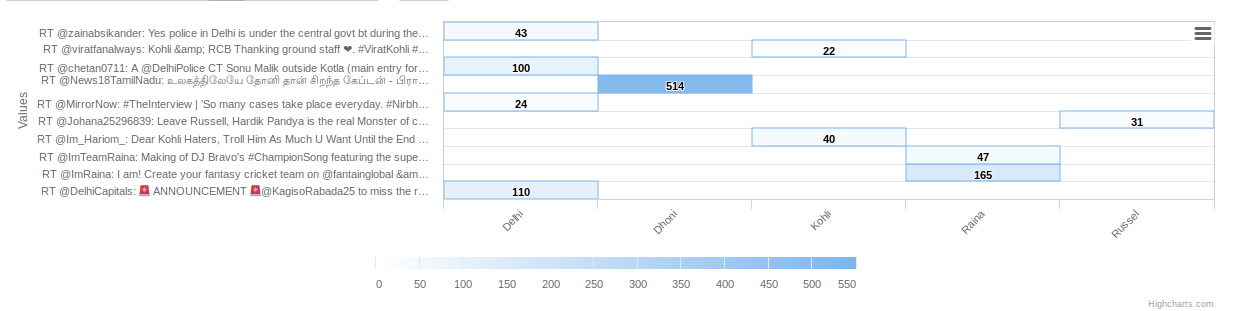 RT @zainabsikander: Yes police in Delhi is under the central govt bt during the…
43
RT @viratfanalways: Kohli &amp; RCB Thanking ground staff ❤. #ViratKohli #…
22
RT @chetan0711: A @DelhiPolice CT Sonu Malik outside Kotla (main entry for…
100
RT @News18TamilNadu: உலகத்திலேயே தோனி தான் சிறந்த கேப்டன் - பிரா…
514
RT @MirrorNow: #TheInterview | 'So many cases take place everyday. #Nirbh…
24
RT @Johana25296839: Leave Russell, Hardik Pandya is the real Monster of c…
31
RT @Im_Hariom_: Dear Kohli Haters, Troll Him As Much U Want Until the End …
40
RT @ImTeamRaina: Making of DJ Bravo's #ChampionSong featuring the supe…
47
RT @ImRaina: I am! Create your fantasy cricket team on @fantainglobal &am…
165
RT @DelhiCapitals: 🚨 ANNOUNCEMENT 🚨@KagisoRabada25 to miss the r…
110
Values
Delhi
Dhoni
Kohli
Raina
Russel
0 50 100 150 200 250 300 350 400 450 500 550
Highcharts.com